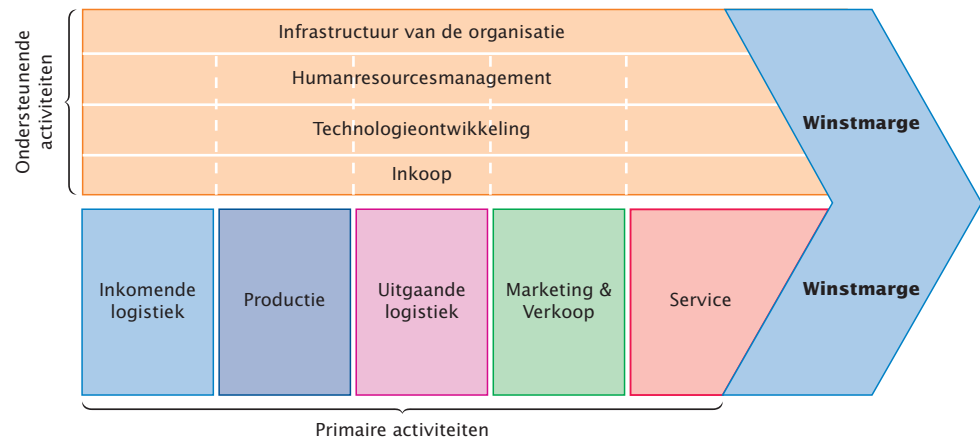 Ondersteunende
activiteiten
Infrastructuur van de organisatie
Humanresourcesmanagement
Technologieontwikkeling
Inkoop
Winstmarge
Inkomende
logistiek
Productie
Uitgaande
logistiek
Marketing &
Verkoop
Service
Winstmarge
Primaire activiteiten